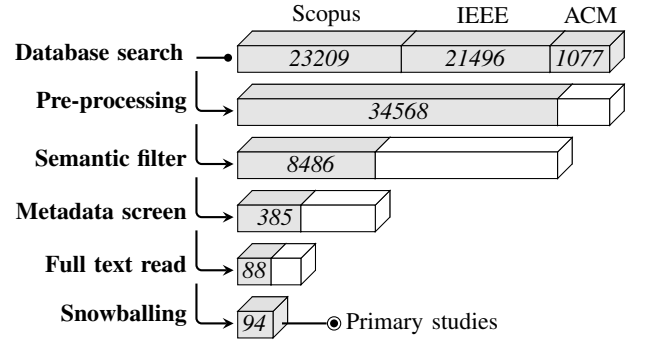 Scopus IEEE ACM
Database search 23209 21496 1077
Pre-processing 34568
Semantic filter 8486
Metadata screen 385
Full text read 88
Snowballing 94 Primary studies